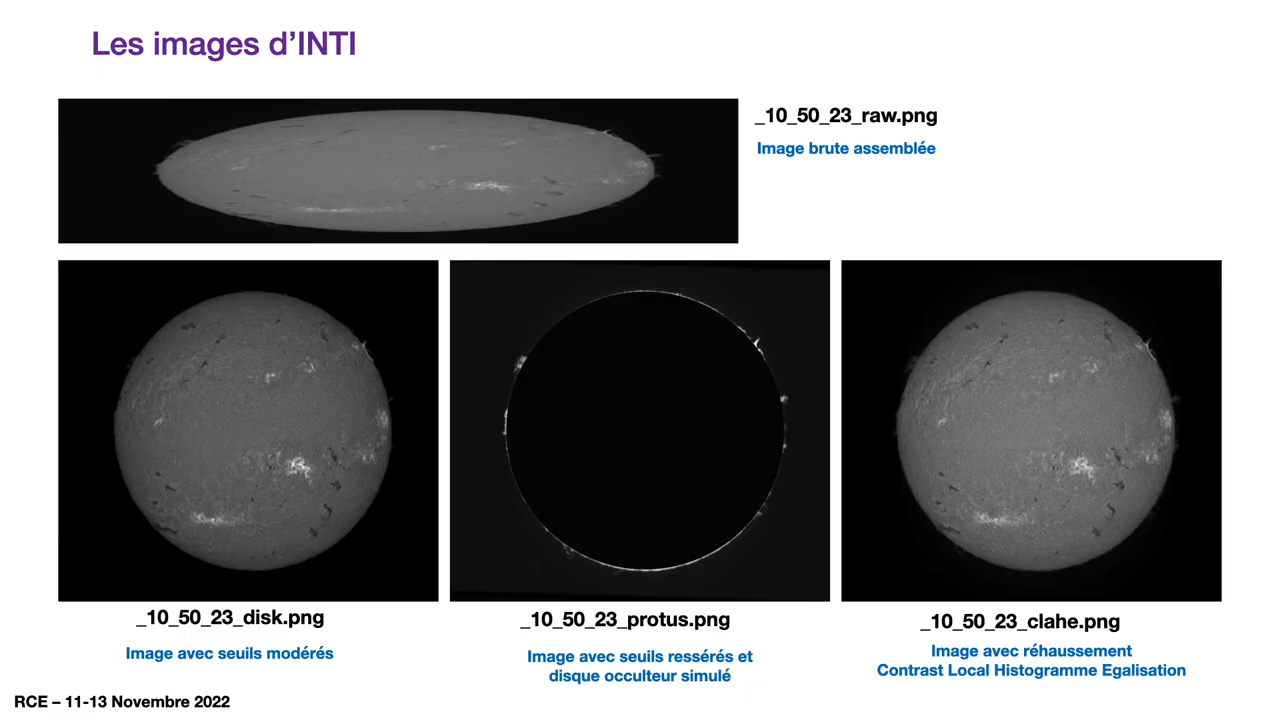 Les images d'INTI
_10_50_23_raw.png
Image brute assemblée
_10_50_23_disk.png
Image avec seuils modérés
_10_50_23_protus.png
Image avec seuils ressérés et
disque occulteur simulé
_10_50_23_clahe.png
Image avec réhaussement
Contrast Local Histogramme Egalisation
RCE – 11-13 Novembre 2022